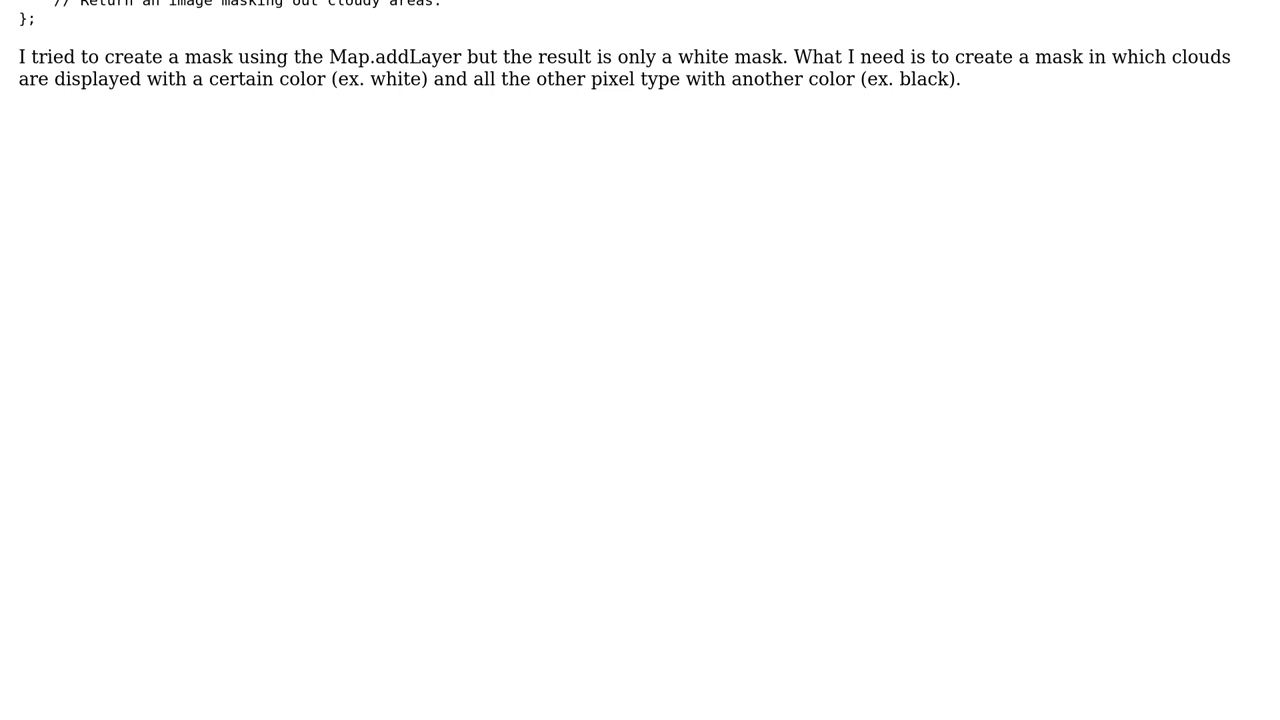 // Return an image masking out cloudy areas.
};
I tried to create a mask using the Map.addLayer but the result is only a white mask. What I need is to create a mask in which clouds
are displayed with a certain color (ex. white) and all the other pixel type with another color (ex. black).